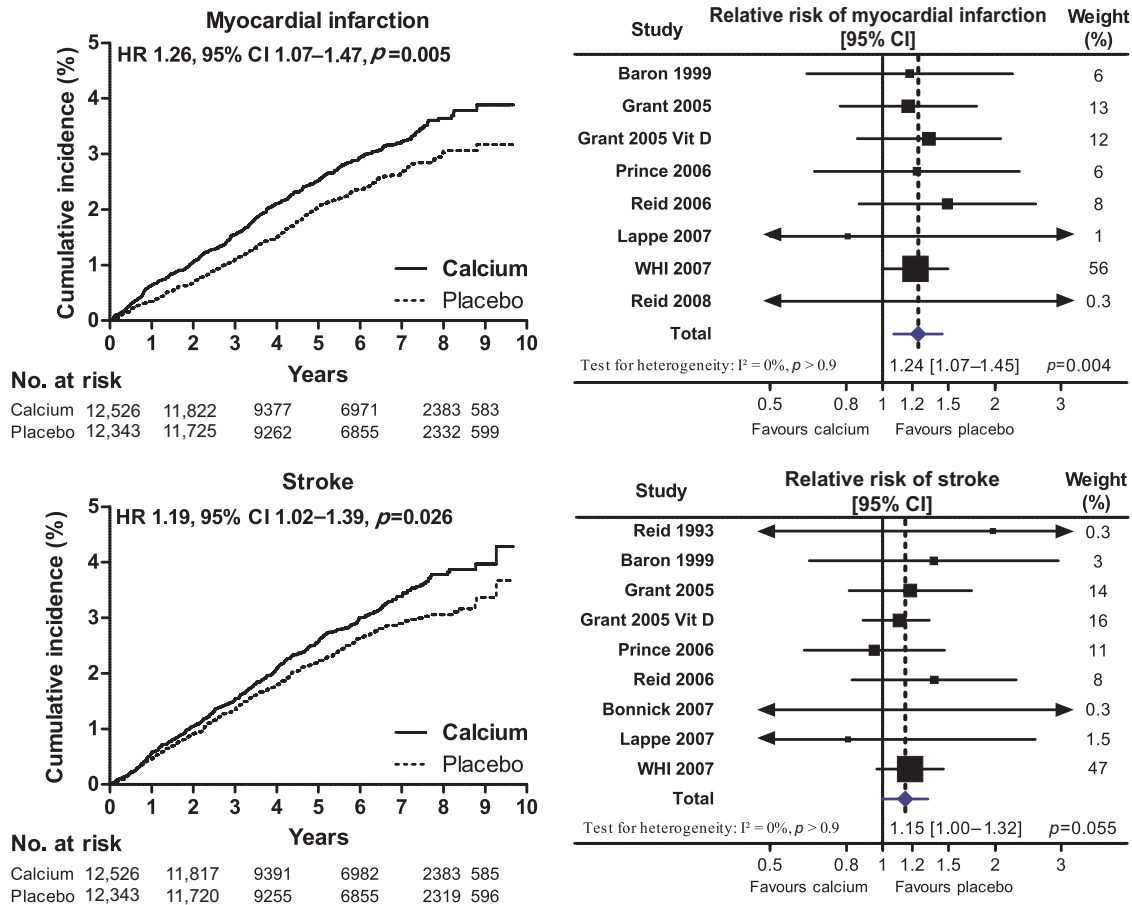 Myocardial infarction
HR 1.26, 95% CI 1.07–1.47, p=0.005
Cumulative incidence (%)
5
4
3
2
1
0
Calcium
Placebo
0 1 2 3 4 5 6 7 8 9 10
Years
No. at risk
Calcium 12,526 11,822 9377 6971 2383 583
Placebo 12,343 11,725 9262 6855 2332 599
Study Relative risk of myocardial infarction [95% CI] Weight (%)
Baron 1999 6
Grant 2005 13
Grant 2005 Vit D 12
Prince 2006 6
Reid 2006 8
Lappe 2007 1
WHI 2007 56
Reid 2008 0.3
Total
Test for heterogeneity: I² = 0%, p > 0.9 1.24 [1.07–1.45] p=0.004
0.5 0.8 1 1.2 1.5 2 3
Favours calcium Favours placebo
Stroke
HR 1.19, 95% CI 1.02–1.39, p=0.026
Cumulative incidence (%)
5
4
3
2
1
0
Calcium
Placebo
0 1 2 3 4 5 6 7 8 9 10
Years
No. at risk
Calcium 12,526 11,817 9391 6982 2383 585
Placebo 12,343 11,720 9255 6855 2319 596
Study Relative risk of stroke [95% CI] Weight (%)
Reid 1993 0.3
Baron 1999 3
Grant 2005 14
Grant 2005 Vit D 16
Prince 2006 11
Reid 2006 8
Bonnick 2007 0.3
Lappe 2007 1.5
WHI 2007 47
Total
Test for heterogeneity: I² = 0%, p > 0.9 1.15 [1.00–1.32] p=0.055
0.5 0.8 1 1.2 1.5 2 3
Favours calcium Favours placebo